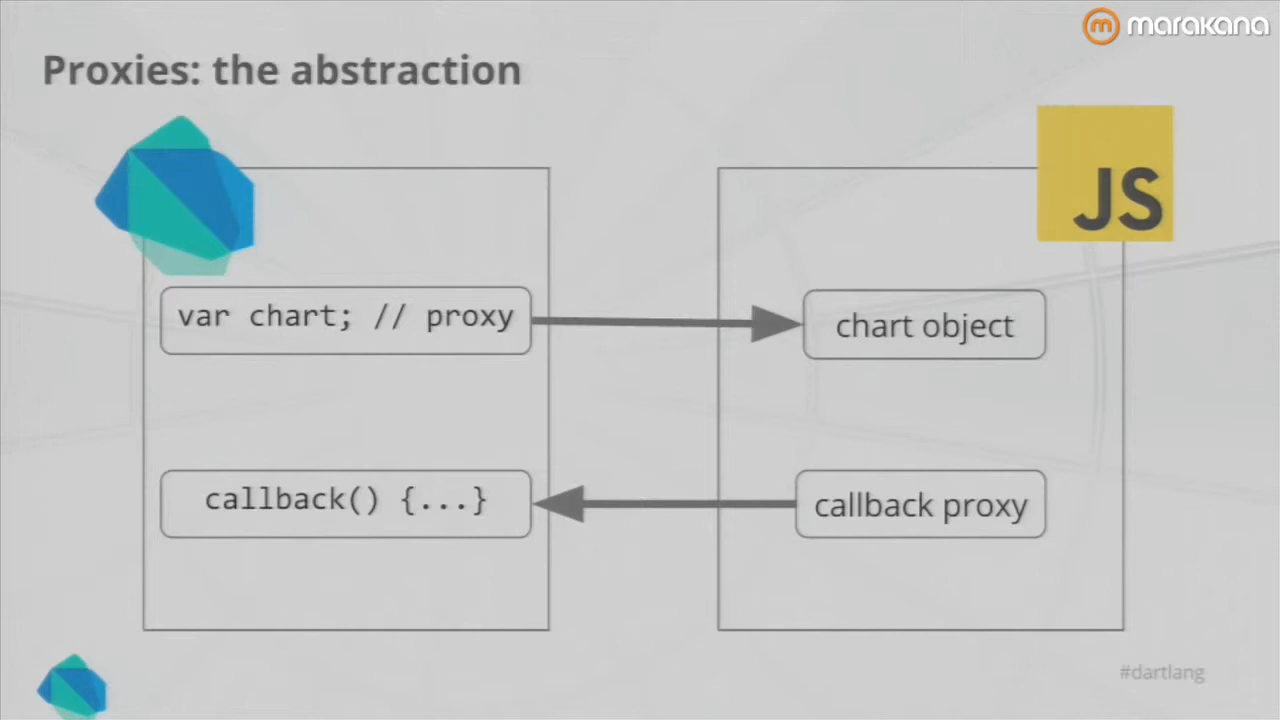 marakana
Proxies: the abstraction
JS
var chart; // proxy
chart object
callback() {...}
callback proxy
#dartlang